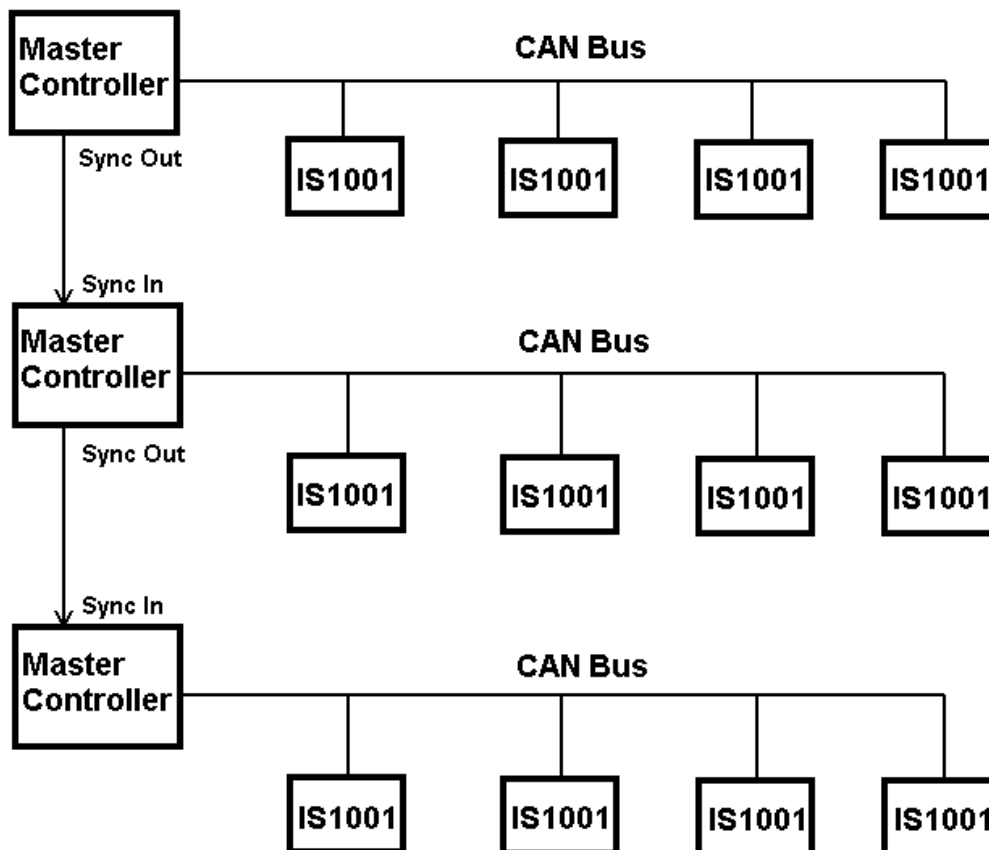 Master
Controller
CAN Bus
IS1001 IS1001 IS1001 IS1001
Sync Out
Sync In
Master
Controller
CAN Bus
IS1001 IS1001 IS1001 IS1001
Sync Out
Sync In
Master
Controller
CAN Bus
IS1001 IS1001 IS1001 IS1001